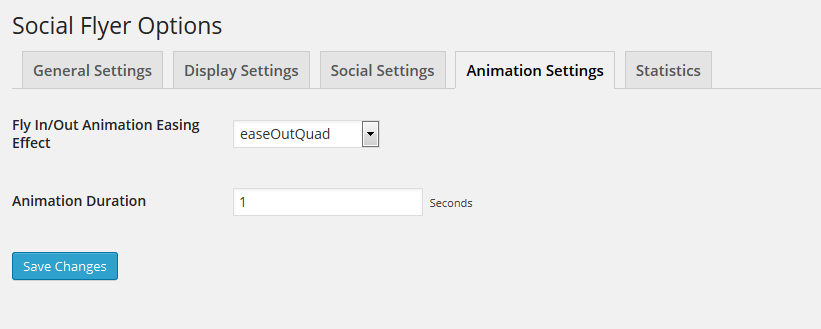 Social Flyer Options
General Settings
Display Settings
Social Settings
Animation Settings
Statistics
Fly In/Out Animation Easing
Effect
easeOutQuad
Animation Duration
1
Seconds
Save Changes